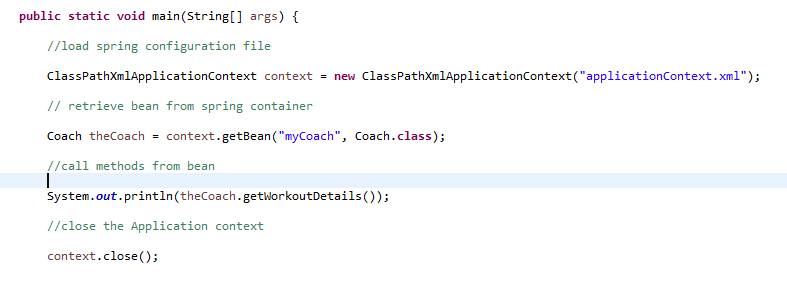 public static void main(String[] args) {
//load spring configuration file
ClassPathXmlApplicationContext context = new ClassPathXmlApplicationContext("applicationContext.xml");
// retrieve bean from spring container
Coach theCoach = context.getBean("myCoach", Coach.class);
//call methods from bean
System.out.println(theCoach.getWorkoutDetails());
//close the Application context
context.close();